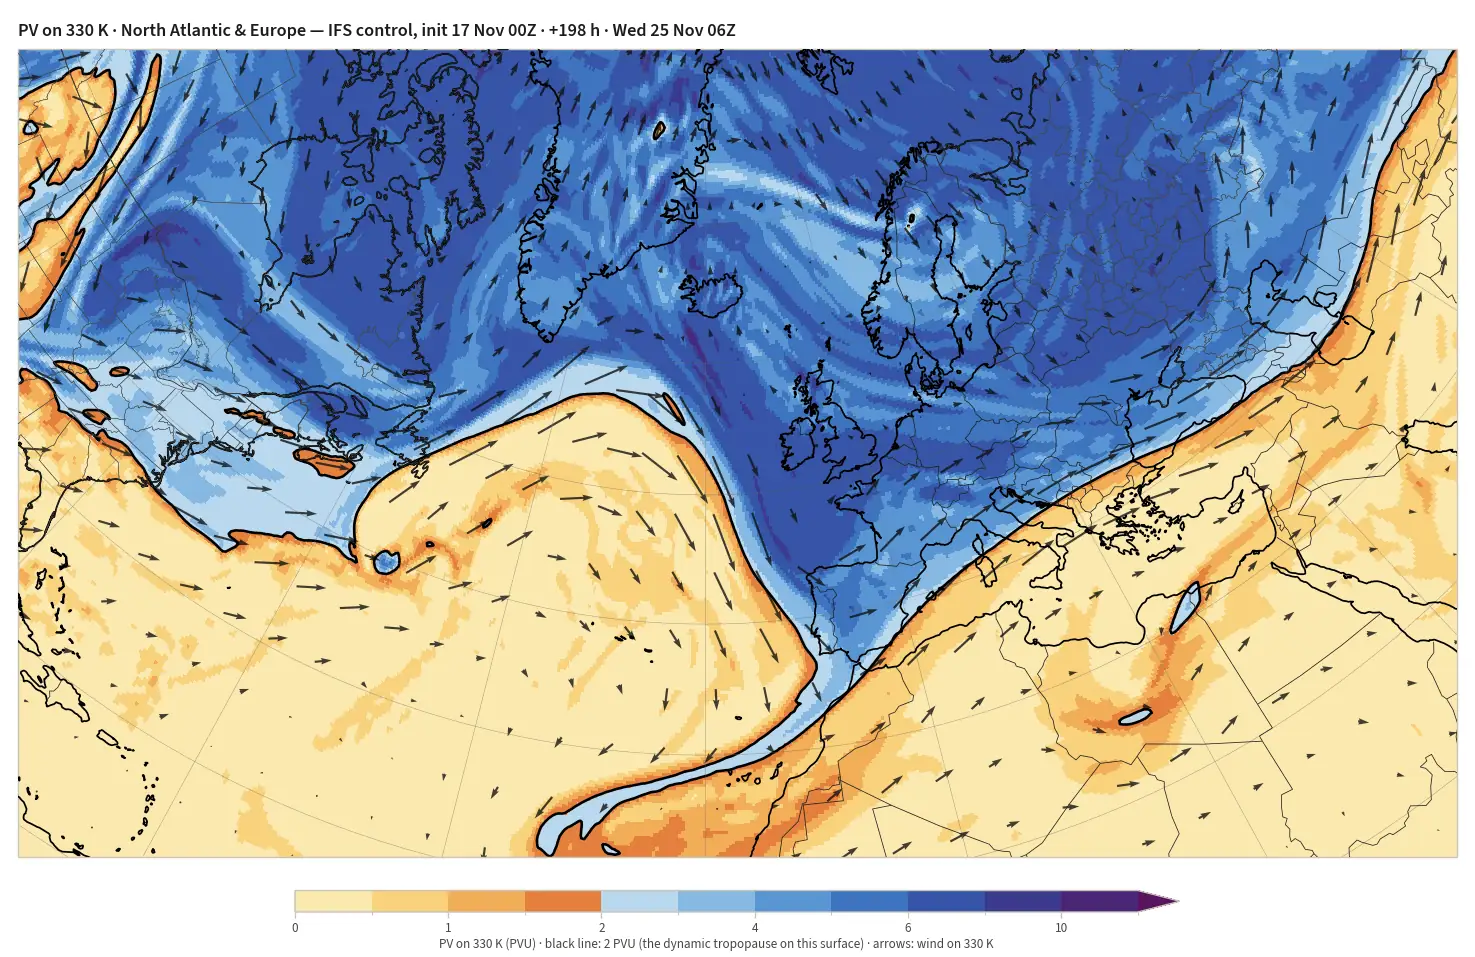 PV on 330 K · North Atlantic & Europe — IFS control, init 17 Nov 00Z · +198 h · Wed 25 Nov 06Z
0 1 2 4 6 10
PV on 330 K (PVU) · black line: 2 PVU (the dynamic tropopause on this surface) · arrows: wind on 330 K